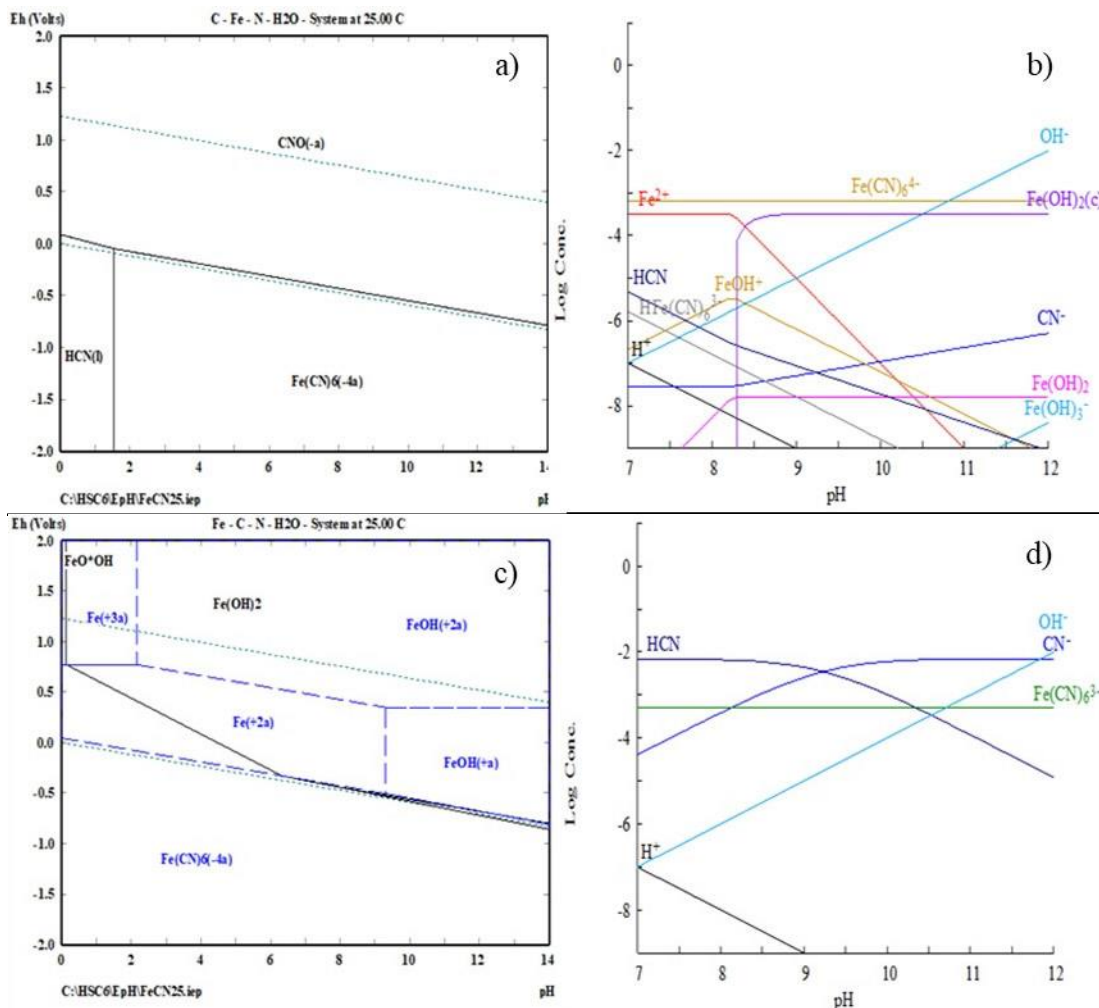 Eh (Volts)
C - Fe - N - H2O - System at 25.00 C
2.0
1.5
1.0
0.5
0.0
-0.5
-1.0
-1.5
-2.0
a)
CNO(-a)
HCN(l)
Fe(CN)6(-4a)
0
2
4
6
8
10
12
14
C:\HSC6\EpH\FeCN25.iep
pH
b)
Log Conc.
0
-2
-4
-6
-8
OH⁻
Fe(CN)₆⁴⁻
Fe²⁺
Fe(OH)₂(c)
HCN
FeOH⁺
HFe(CN)₆³⁻
CN⁻
H⁺
Fe(OH)₂
Fe(OH)₃⁻
7
8
9
10
11
12
pH
Eh (Volts)
Fe - C - N - H2O - System at 25.00 C
2.0
1.5
1.0
0.5
0.0
-0.5
-1.0
-1.5
-2.0
c)
FeO*OH
Fe(OH)2
Fe(+3a)
FeOH(+2a)
Fe(+2a)
FeOH(+a)
Fe(CN)6(-4a)
0
2
4
6
8
10
12
14
C:\HSC6\EpH\FeCN25.iep
pH
d)
Log Conc.
0
-2
-4
-6
-8
OH⁻
HCN
CN⁻
Fe(CN)₆³⁻
H⁺
7
8
9
10
11
12
pH